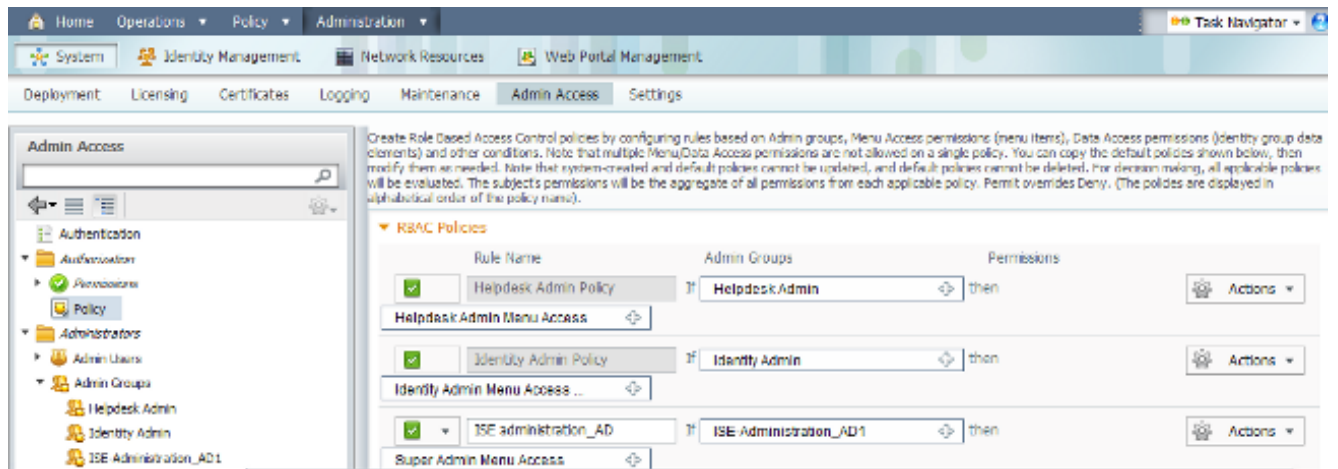 Home Operations Policy Administration Task Navigator
System Identity Management Network Resources Web Portal Management
Deployment Licensing Certificates Logging Maintenance Admin Access Settings
Admin Access
Create Role Based Access Control policies by configuring rules based on Admin groups, Menu Access permissions (menu items), Data Access permissions (identity group data
elements) and other conditions. Note that multiple Menu/Data Access permissions are not allowed on a single policy. You can copy the default policies shown below, then
modify them as needed. Note that system-created and default policies cannot be updated, and default policies cannot be deleted. For decision making, all applicable policies
will be evaluated. The subject's permissions will be the aggregate of all permissions from each applicable policy. Permit overrides Deny. (The policies are displayed in
alphabetical order of the policy name).
Authentication
Authorization
Permissions
Policy
Administrators
Admin Users
Admin Groups
Helpdesk Admin
Identity Admin
ISE-Administration_AD1
RBAC Policies
Rule Name Admin Groups Permissions
Helpdesk Admin Policy If Helpdesk Admin then Actions
Helpdesk Admin Menu Access
Identity Admin Policy If Identity Admin then Actions
Identity Admin Menu Access ...
ISE administration_AD If ISE-Administration_AD1 then Actions
Super Admin Menu Access